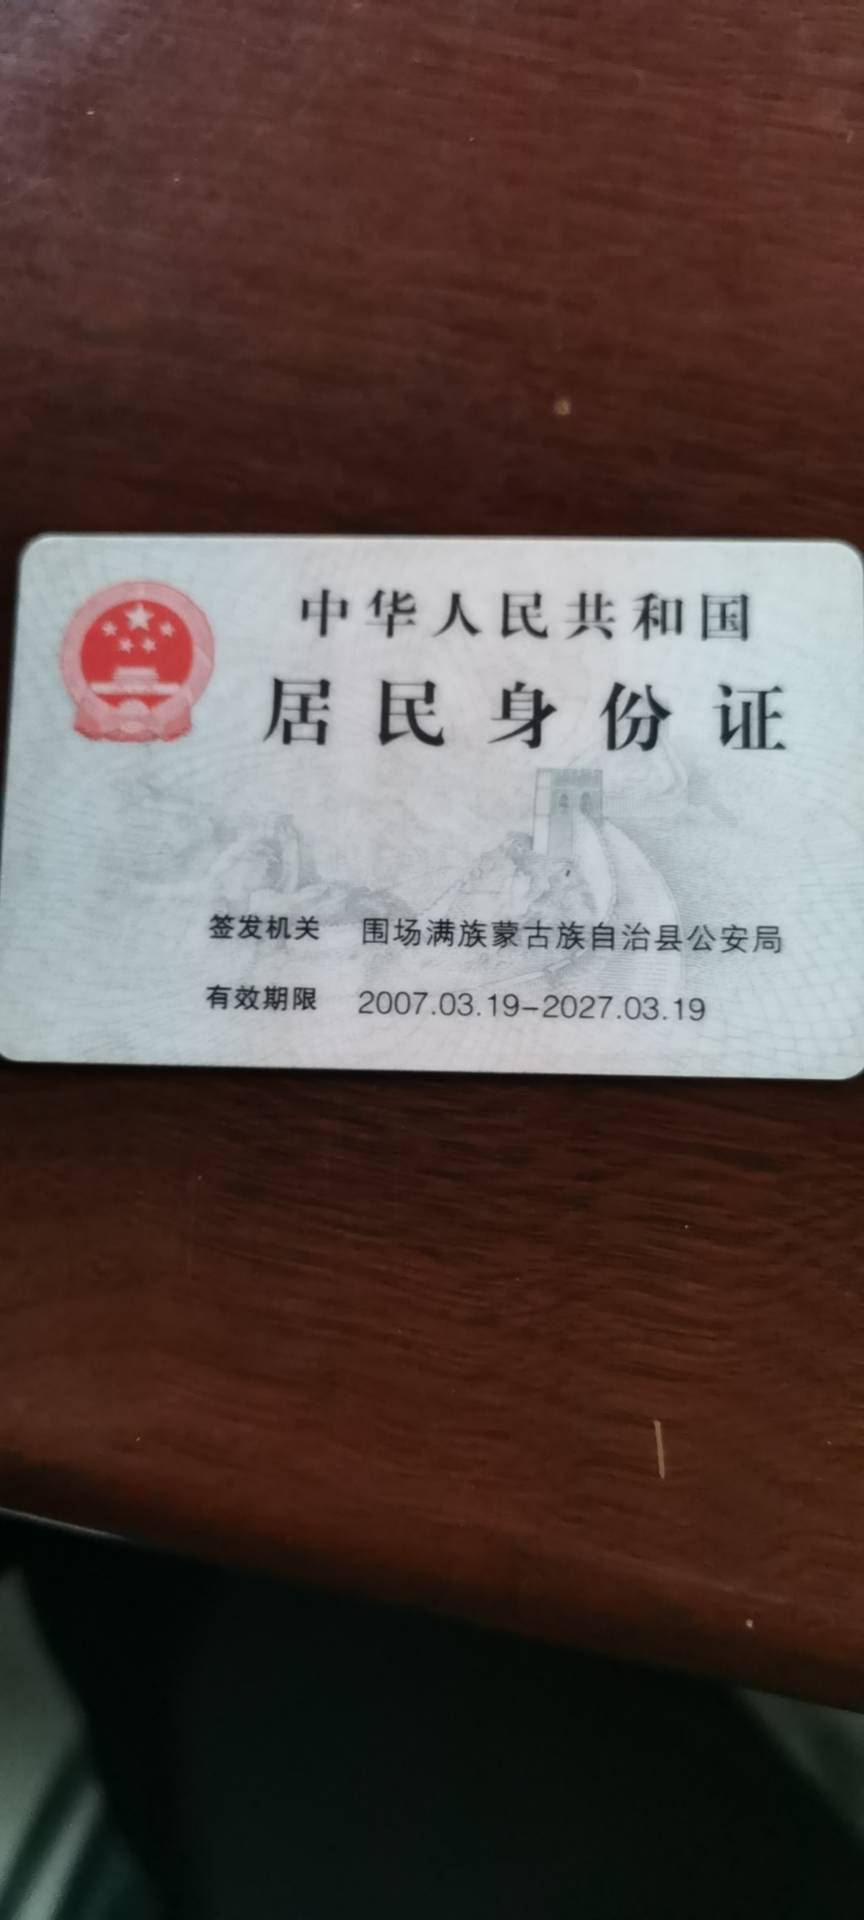 中华人民共和国
居民身份证
签发机关 围场满族蒙古族自治县公安局
有效期限 2007.03.19-2027.03.19